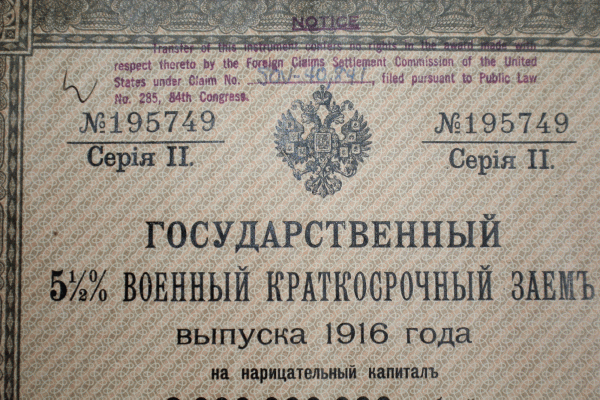 NOTICE
Transfer of this instrument confers no rights in the award made with
respect thereto by the Foreign Claims Settlement Commission of the United
States under Claim No. SOV-40,841, filed pursuant to Public Law
No. 285, 84th Congress.
№195749 №195749
Серія II. Серія II.
ГОСУДАРСТВЕННЫЙ
5½% ВОЕННЫЙ КРАТКОСРОЧНЫЙ ЗАЕМЪ
выпуска 1916 года
на нарицательный капиталъ